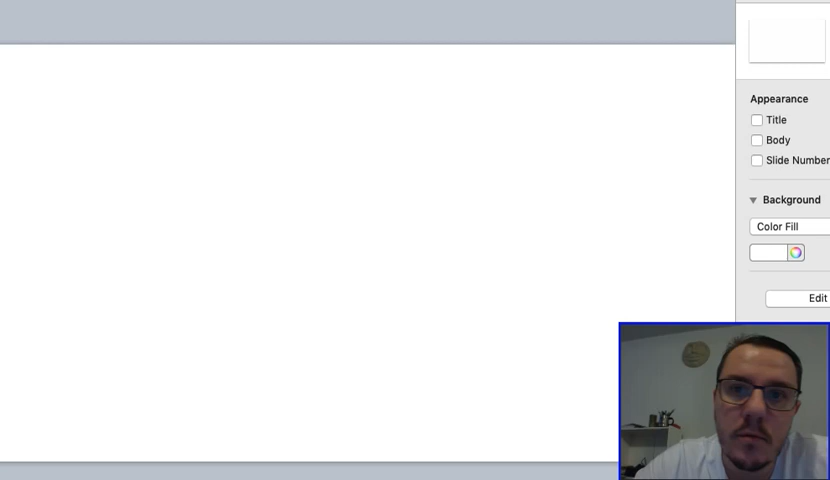 Appearance
Title
Body
Slide Number
Background
Color Fill
Edit